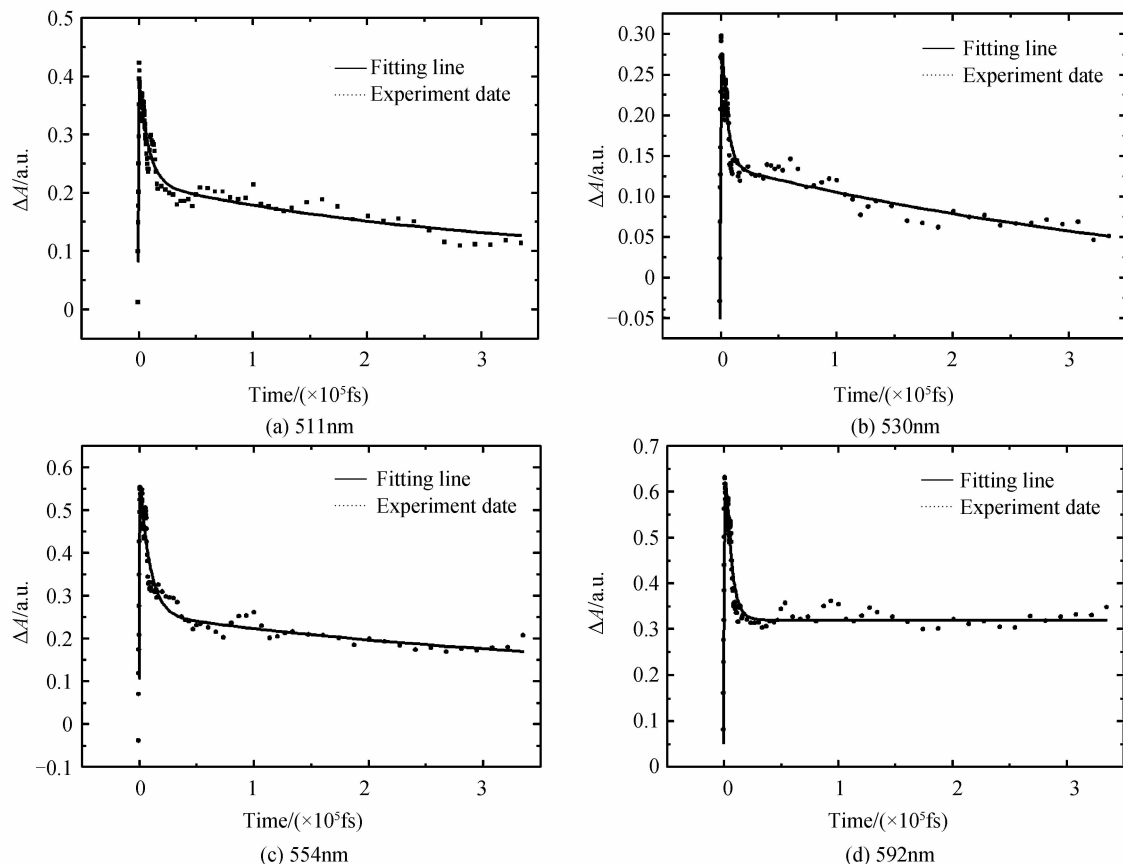 0.5
0.4
0.3
0.2
0.1
0
ΔA/a.u.
Fitting line
Experiment date
0 1 2 3
Time/(×10⁵fs)
(a) 511nm
0.30
0.25
0.20
0.15
0.10
0.05
0
−0.05
ΔA/a.u.
Fitting line
Experiment date
0 1 2 3
Time/(×10⁵fs)
(b) 530nm
0.6
0.5
0.4
0.3
0.2
0.1
0
−0.1
ΔA/a.u.
Fitting line
Experiment date
0 1 2 3
Time/(×10⁵fs)
(c) 554nm
0.7
0.6
0.5
0.4
0.3
0.2
0.1
0
ΔA/a.u.
Fitting line
Experiment date
0 1 2 3
Time/(×10⁵fs)
(d) 592nm